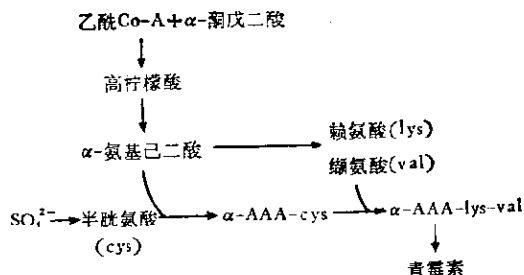 乙酰Co-A+α-酮戊二酸
高柠檬酸
α-氨基己二酸
赖氨酸(lys)
缬氨酸(val)
SO₄²⁻
半胱氨酸
(cys)
α-AAA-cys
α-AAA-lys-val
青霉素